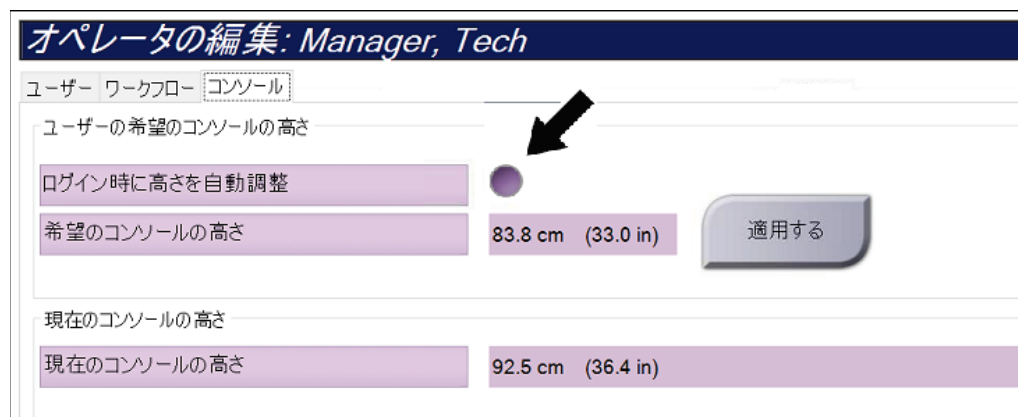 オペレータの編集: Manager, Tech
ユーザー ワークフロー コンソール
ユーザーの希望のコンソールの高さ
ログイン時に高さを自動調整
希望のコンソールの高さ 83.8 cm (33.0 in) 適用する
現在のコンソールの高さ
現在のコンソールの高さ 92.5 cm (36.4 in)